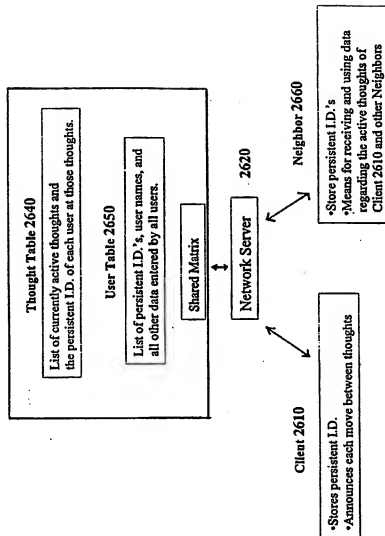 Thought Table 2640
List of currently active thoughts and
the persistent I.D. of each user at those thoughts.
User Table 2650
List of persistent I.D.'s, user names, and
all other data entered by all users.
Shared Matrix
Network Server
2620
Client 2610
•Stores persistent I.D.
•Announces each move between thoughts
Neighbor 2660
•Store persistent I.D.'s
•Means for receiving and using data
regarding the active thoughts of
Client 2610 and other Neighbors